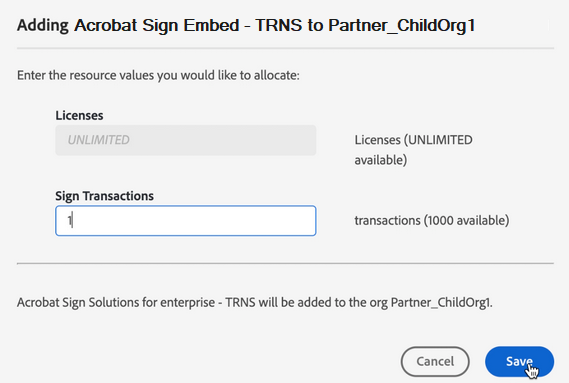 Adding Acrobat Sign Embed - TRNS to Partner_ChildOrg1
Enter the resource values you would like to allocate:
Licenses
UNLIMITED
Licenses (UNLIMITED
available)
Sign Transactions
1
transactions (1000 available)
Acrobat Sign Solutions for enterprise - TRNS will be added to the org Partner_ChildOrg1.
Cancel
Save